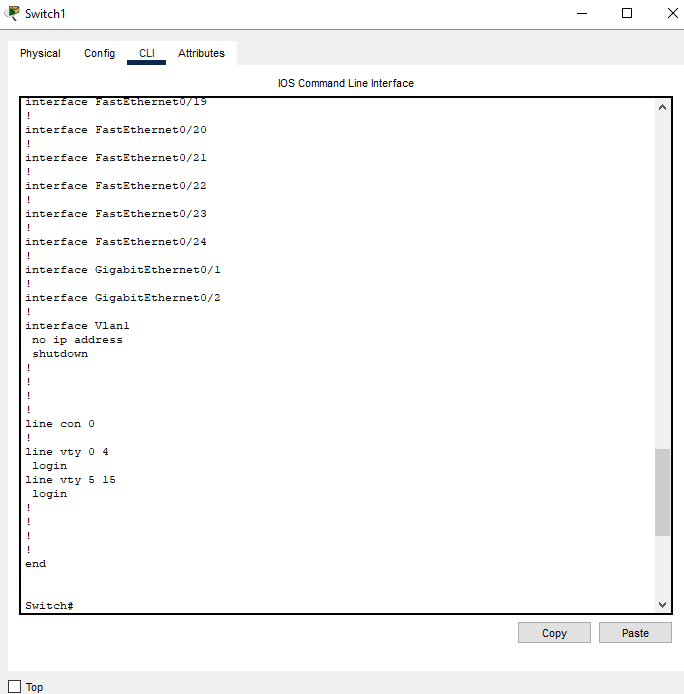 Switch1
Physical Config CLI Attributes
IOS Command Line Interface
interface FastEthernet0/19
!
interface FastEthernet0/20
!
interface FastEthernet0/21
!
interface FastEthernet0/22
!
interface FastEthernet0/23
!
interface FastEthernet0/24
!
interface GigabitEthernet0/1
!
interface GigabitEthernet0/2
!
interface Vlan1
 no ip address
 shutdown
!
!
!
!
line con 0
!
line vty 0 4
 login
line vty 5 15
 login
!
!
!
!
end
Switch#
Copy Paste
Top